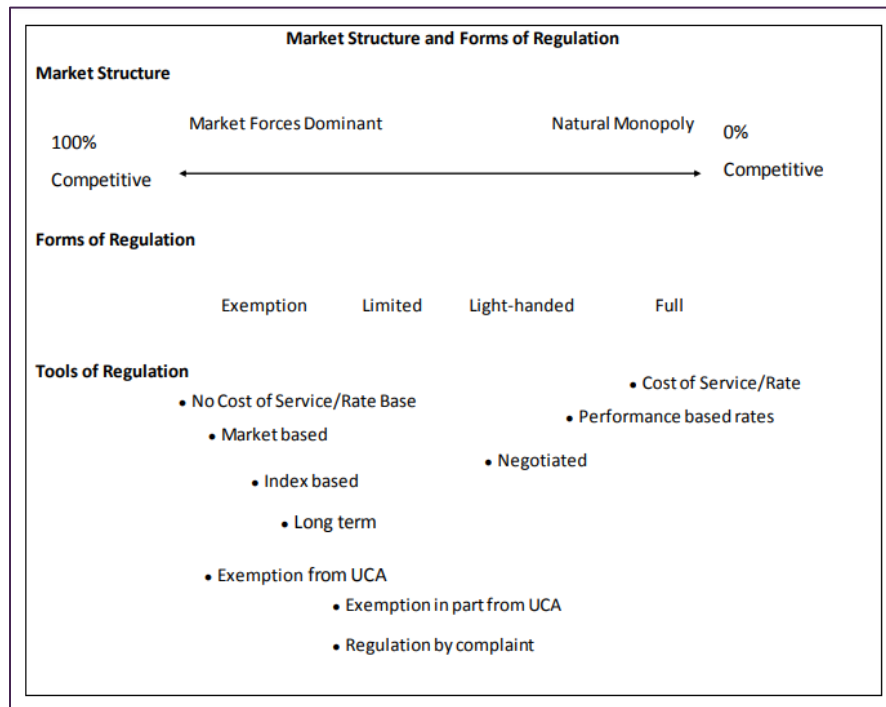 Market Structure and Forms of Regulation
Market Structure
Market Forces Dominant Natural Monopoly
100% 0%
Competitive Competitive
Forms of Regulation
Exemption Limited Light-handed Full
Tools of Regulation
• Cost of Service/Rate
• No Cost of Service/Rate Base
• Performance based rates
• Market based
• Negotiated
• Index based
• Long term
• Exemption from UCA
• Exemption in part from UCA
• Regulation by complaint